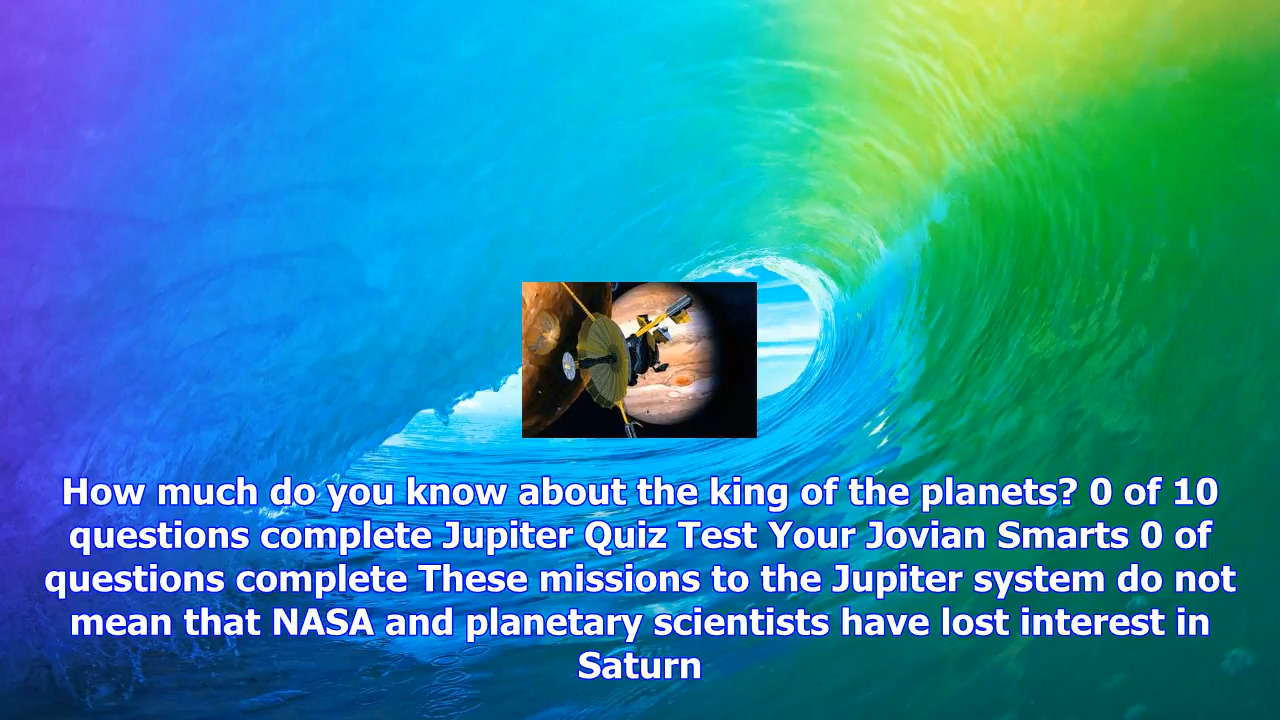 How much do you know about the king of the planets? 0 of 10
questions complete Jupiter Quiz Test Your Jovian Smarts 0 of
questions complete These missions to the Jupiter system do not
mean that NASA and planetary scientists have lost interest in
Saturn